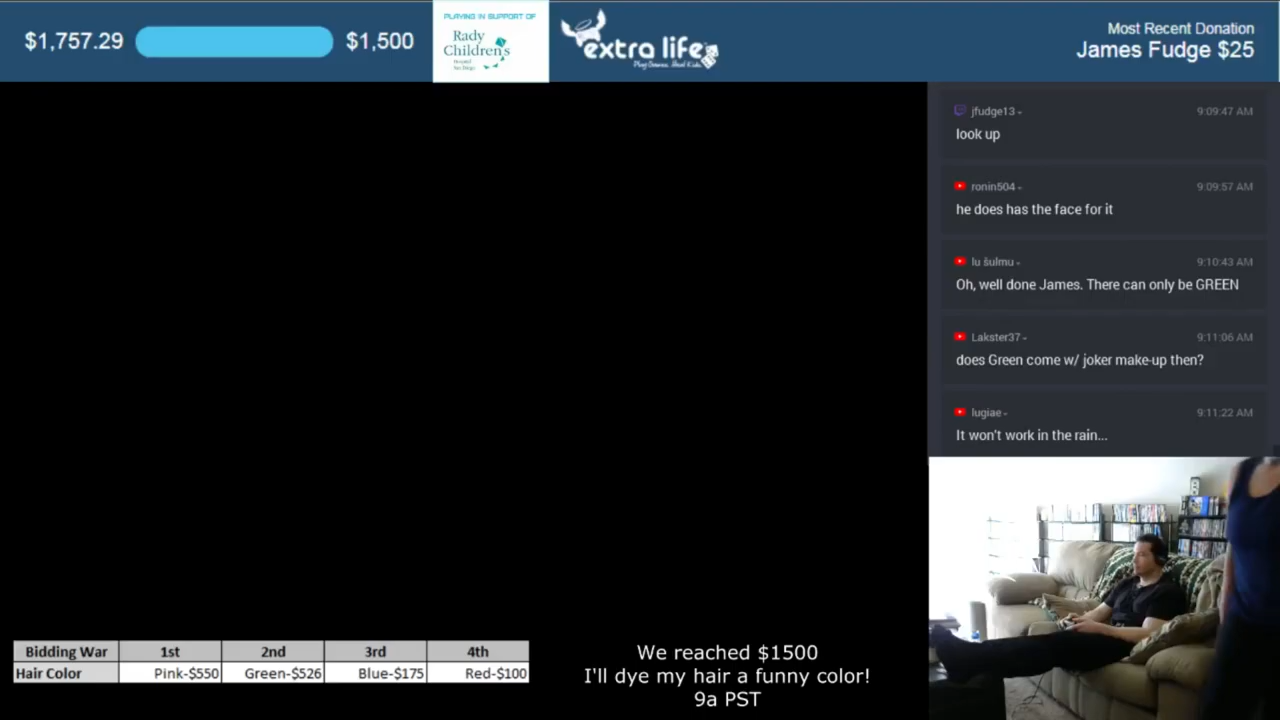 $1,757.29
$1,500
PLAYING IN SUPPORT OF
Rady
Children's
extra life
Play Games. Heal Kids.
Most Recent Donation
James Fudge $25
jfudge13
9:09:47 AM
look up
ronin504
9:09:57 AM
he does has the face for it
lu šulmu
9:10:43 AM
Oh, well done James. There can only be GREEN
Lakster37
9:11:06 AM
does Green come w/ joker make-up then?
lugiae
9:11:22 AM
It won't work in the rain...
Bidding War 1st 2nd 3rd 4th
Hair Color Pink-$550 Green-$526 Blue-$175 Red-$100
We reached $1500
I'll dye my hair a funny color!
9a PST